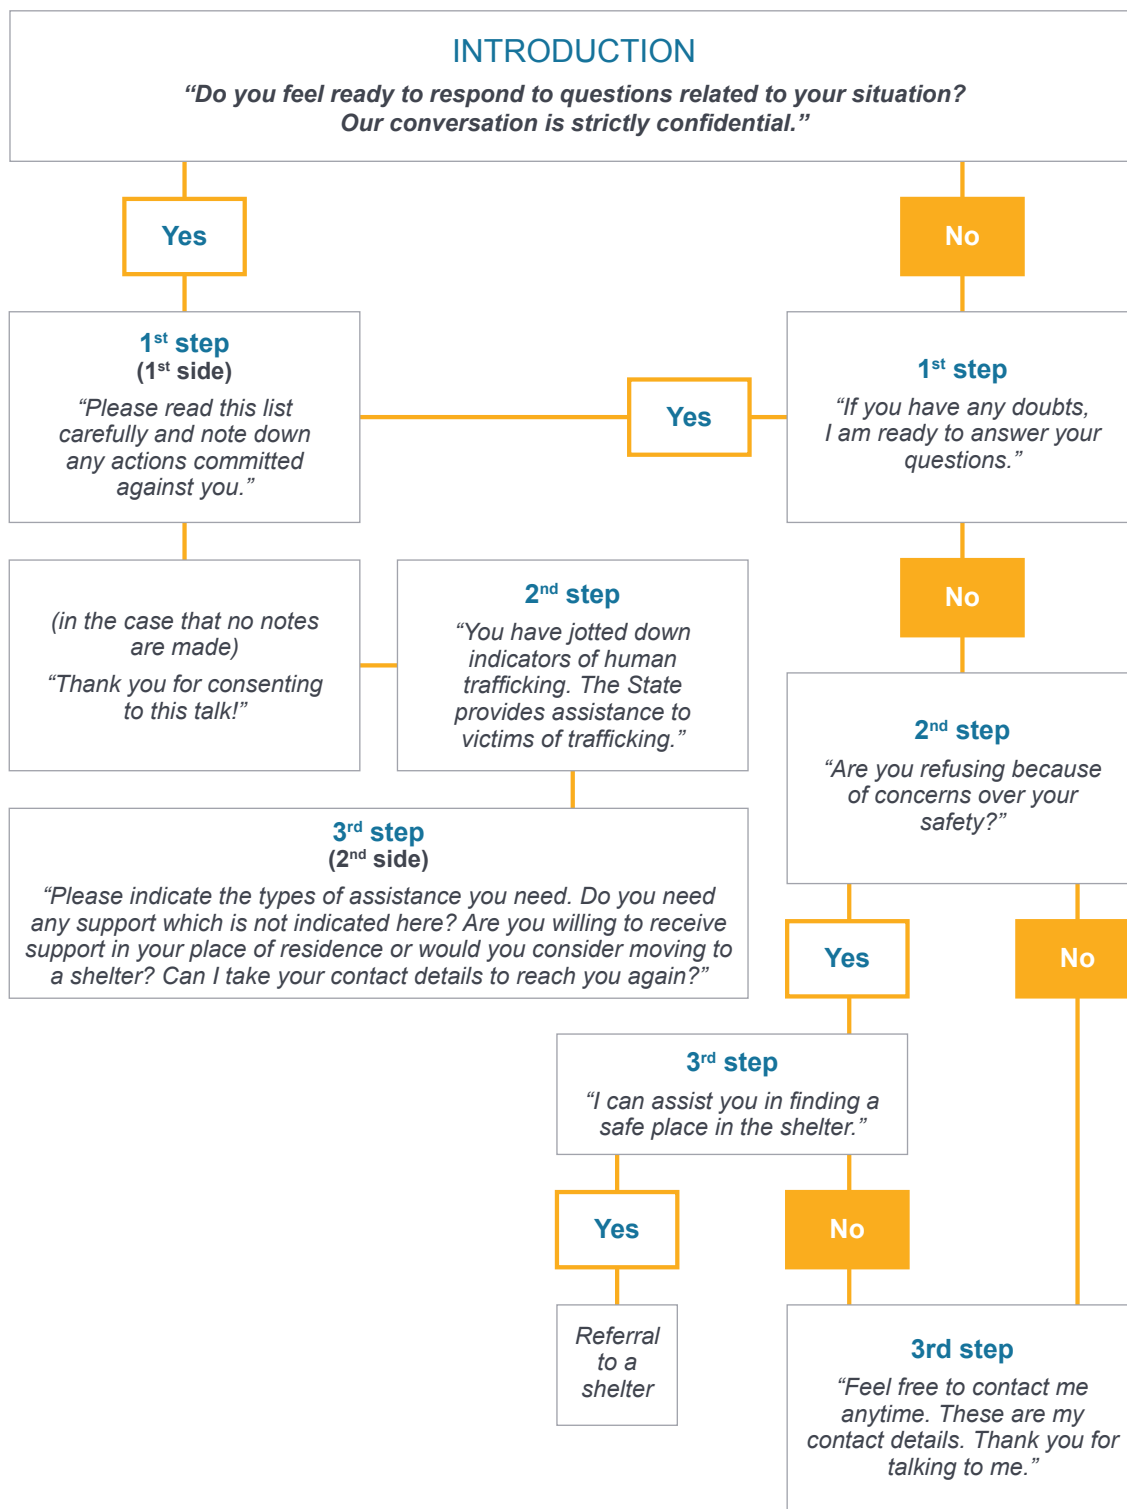 INTRODUCTION
“Do you feel ready to respond to questions related to your situation?
Our conversation is strictly confidential.”
Yes
No
1st step
(1st side)
“Please read this list
carefully and note down
any actions committed
against you.”
Yes
1st step
“If you have any doubts,
I am ready to answer your
questions.”
No
(in the case that no notes
are made)
“Thank you for consenting
to this talk!”
2nd step
“You have jotted down
indicators of human
trafficking. The State
provides assistance to
victims of trafficking.”
2nd step
“Are you refusing because
of concerns over your
safety?”
3rd step
(2nd side)
“Please indicate the types of assistance you need. Do you need
any support which is not indicated here? Are you willing to receive
support in your place of residence or would you consider moving to
a shelter? Can I take your contact details to reach you again?”
Yes
No
3rd step
“I can assist you in finding a
safe place in the shelter.”
Yes
No
Referral
to a
shelter
3rd step
“Feel free to contact me
anytime. These are my
contact details. Thank you for
talking to me.”